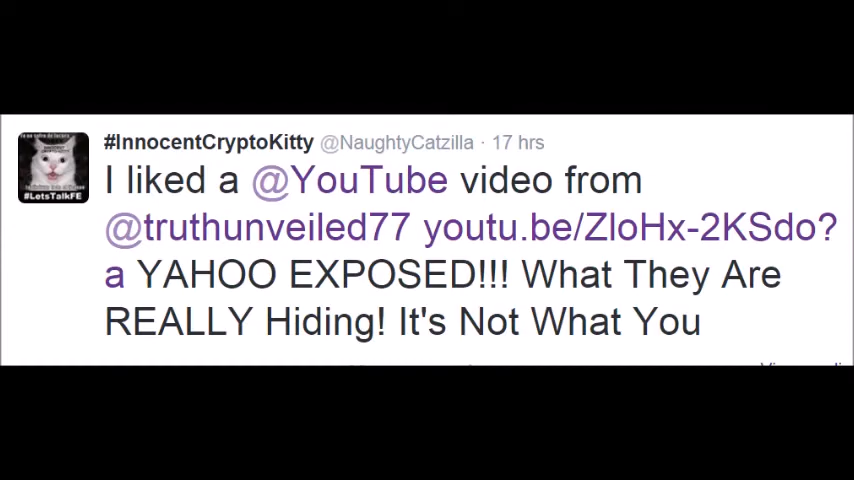 #InnocentCryptoKitty @NaughtyCatzilla · 17 hrs
I liked a @YouTube video from
@truthunveiled77 youtu.be/ZloHx-2KSdo?
a YAHOO EXPOSED!!! What They Are
REALLY Hiding! It's Not What You
#LetsTalkFE